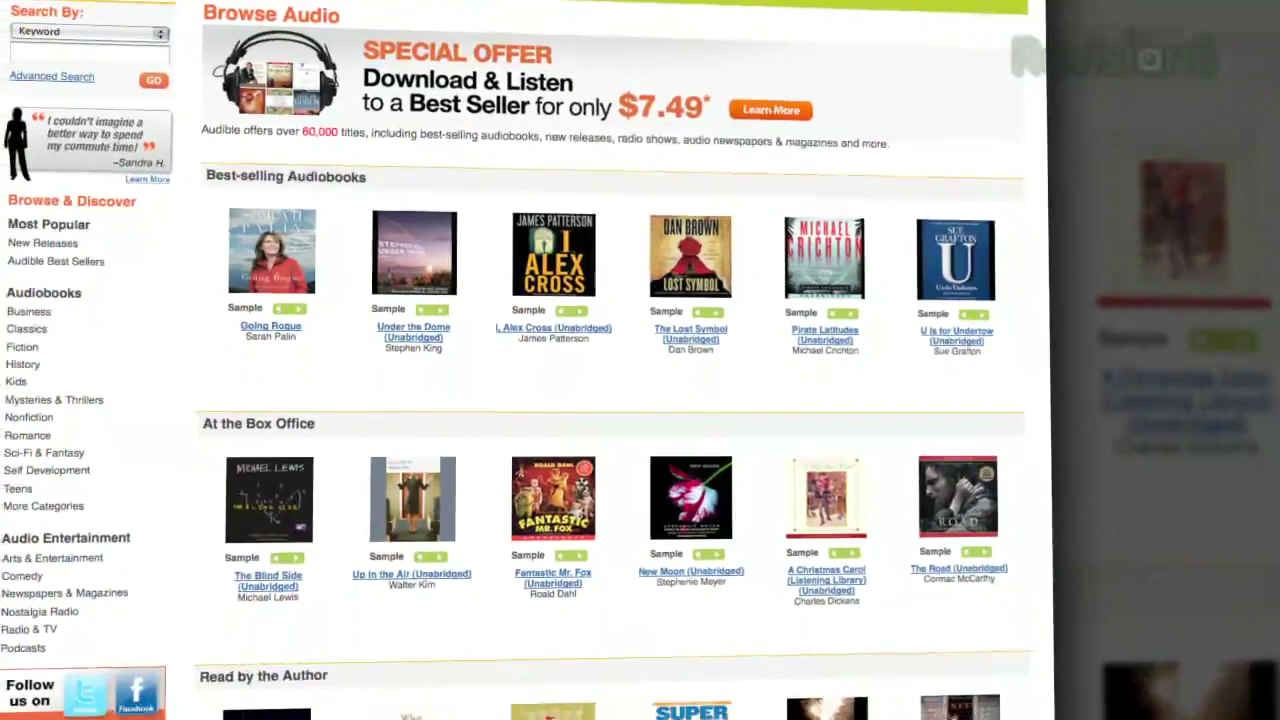 Search By:
Keyword
Advanced Search
GO
I couldn't imagine a
better way to spend
my commute time!
~Sandra H.
Learn More
Browse & Discover
Most Popular
New Releases
Audible Best Sellers
Audiobooks
Business
Classics
Fiction
History
Kids
Mysteries & Thrillers
Nonfiction
Romance
Sci-Fi & Fantasy
Self Development
Teens
More Categories
Audio Entertainment
Arts & Entertainment
Comedy
Newspapers & Magazines
Nostalgia Radio
Radio & TV
Podcasts
Follow
us on
Facebook
Browse Audio
SPECIAL OFFER
Download & Listen
to a Best Seller for only $7.49*
Learn More
Audible offers over 60,000 titles, including best-selling audiobooks, new releases, radio shows, audio newspapers & magazines and more.
Best-selling Audiobooks
SARAH
PALIN
Going Rogue
Sample
Going Rogue
Sarah Palin
Sample
Under the Dome
(Unabridged)
Stephen King
JAMES PATTERSON
I
ALEX
CROSS
Sample
I, Alex Cross (Unabridged)
James Patterson
DAN BROWN
LOST SYMBOL
Sample
The Lost Symbol
(Unabridged)
Dan Brown
MICHAEL
CRICHTON
Sample
Pirate Latitudes
(Unabridged)
Michael Crichton
SUE
GRAFTON
U
Sample
U is for Undertow
(Unabridged)
Sue Grafton
At the Box Office
MICHAEL LEWIS
Sample
The Blind Side
(Unabridged)
Michael Lewis
Sample
Up in the Air (Unabridged)
Walter Kirn
ROALD DAHL
FANTASTIC
MR. FOX
Sample
Fantastic Mr. Fox
(Unabridged)
Roald Dahl
Sample
New Moon (Unabridged)
Stephenie Meyer
Sample
A Christmas Carol
(Listening Library)
(Unabridged)
Charles Dickens
ROAD
Sample
The Road (Unabridged)
Cormac McCarthy
Read by the Author
SUPER
Revision3